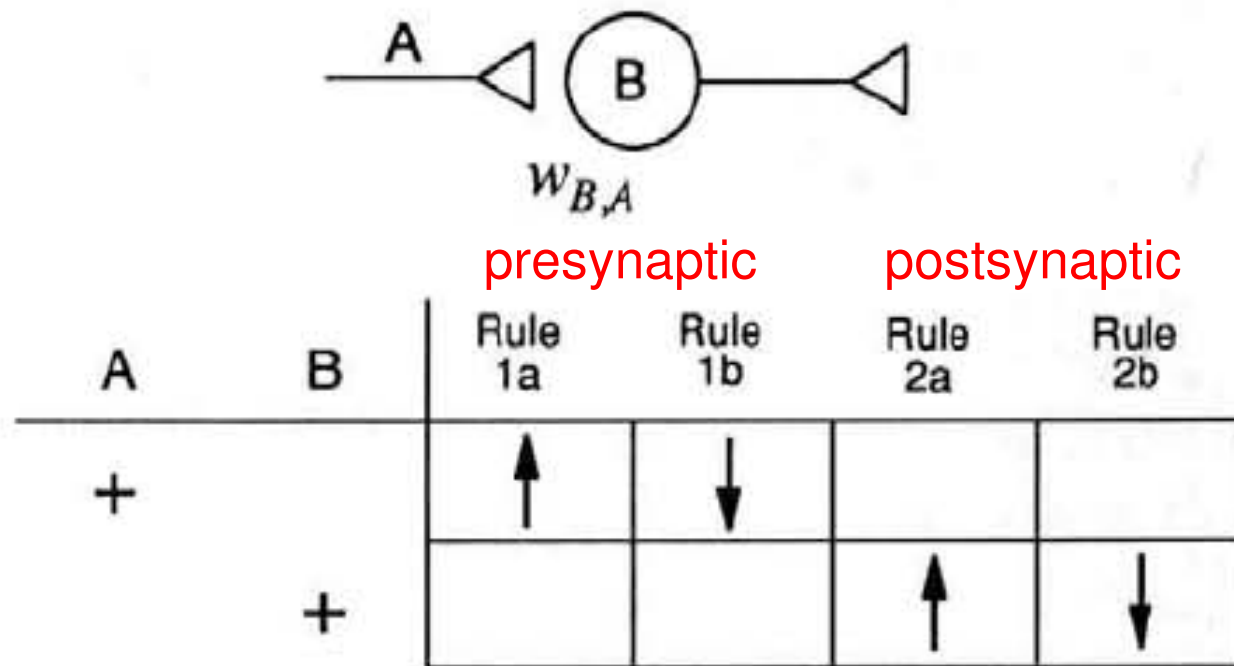 A
B
w_{B,A}
presynaptic postsynaptic
Rule Rule Rule Rule
A B 1a 1b 2a 2b
+ ↑ ↓
+ ↑ ↓